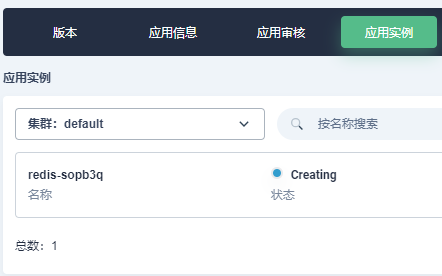 版本 应用信息 应用审核 应用实例
应用实例
集群：default 按名称搜索
redis-sopb3q Creating
名称 状态
总数：1